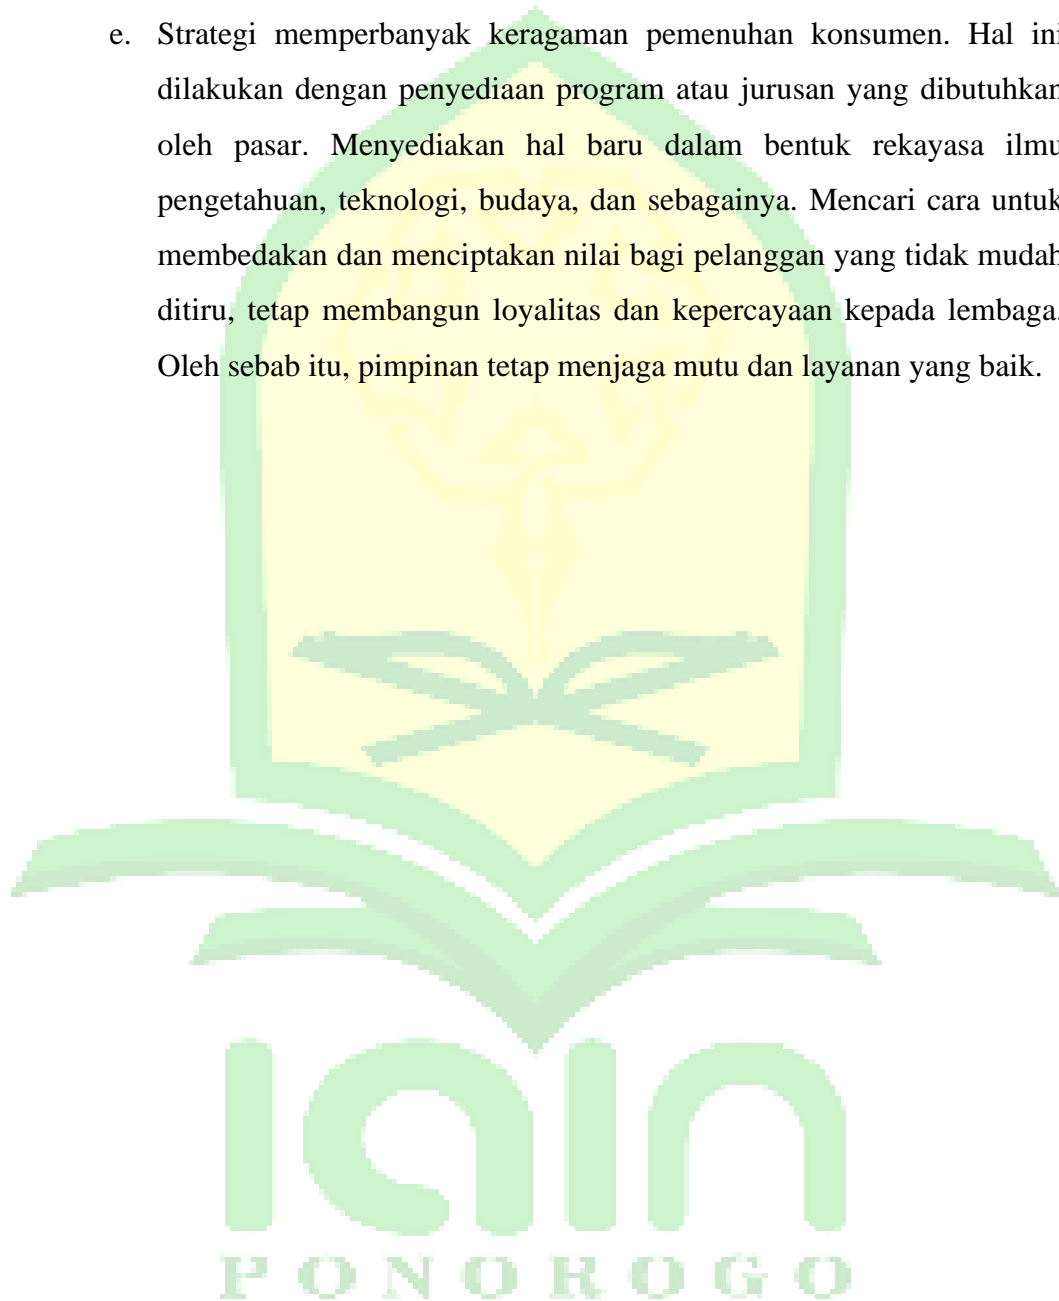 e. Strategi memperbanyak keragaman pemenuhan konsumen. Hal ini
dilakukan dengan penyediaan program atau jurusan yang dibutuhkan
oleh pasar. Menyediakan hal baru dalam bentuk rekayasa ilmu
pengetahuan, teknologi, budaya, dan sebagainya. Mencari cara untuk
membedakan dan menciptakan nilai bagi pelanggan yang tidak mudah
ditiru, tetap membangun loyalitas dan kepercayaan kepada lembaga.
Oleh sebab itu, pimpinan tetap menjaga mutu dan layanan yang baik.
iain
PONOROGO